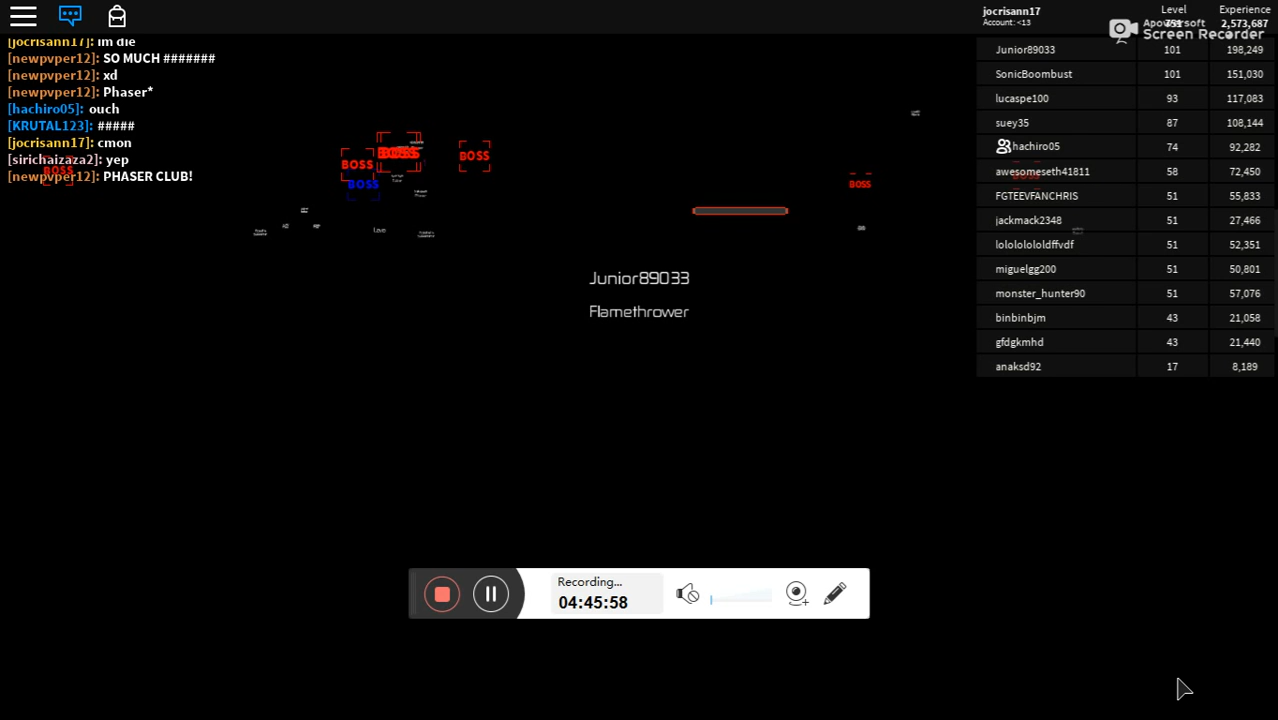 jocrisann17
Account: <13
Level
Experience
2,573,687
Apowersoft
Screen Recorder
[jocrisann17]: im die
[newpvper12]: SO MUCH #######
[newpvper12]: xd
[newpvper12]: Phaser*
[hachiro05]: ouch
[KRUTAL123]: #####
[jocrisann17]: cmon
[sirichaizaza2]: yep
[newpvper12]: PHASER CLUB!
BOSS
BOSS
BOSS
BOSS
BOSS
BOSS
BOSS
Lava
Junior89033
Flamethrower
Junior89033 101 198,249
SonicBoombust 101 151,030
lucaspe100 93 117,083
suey35 87 108,144
hachiro05 74 92,282
awesomeseth41811 58 72,450
FGTEEVFANCHRIS 51 55,833
jackmack2348 51 27,466
lolololololdffvdf 51 52,351
miguelgg200 51 50,801
monster_hunter90 51 57,076
binbinbjm 43 21,058
gfdgkmhd 43 21,440
anaksd92 17 8,189
Recording...
04:45:58